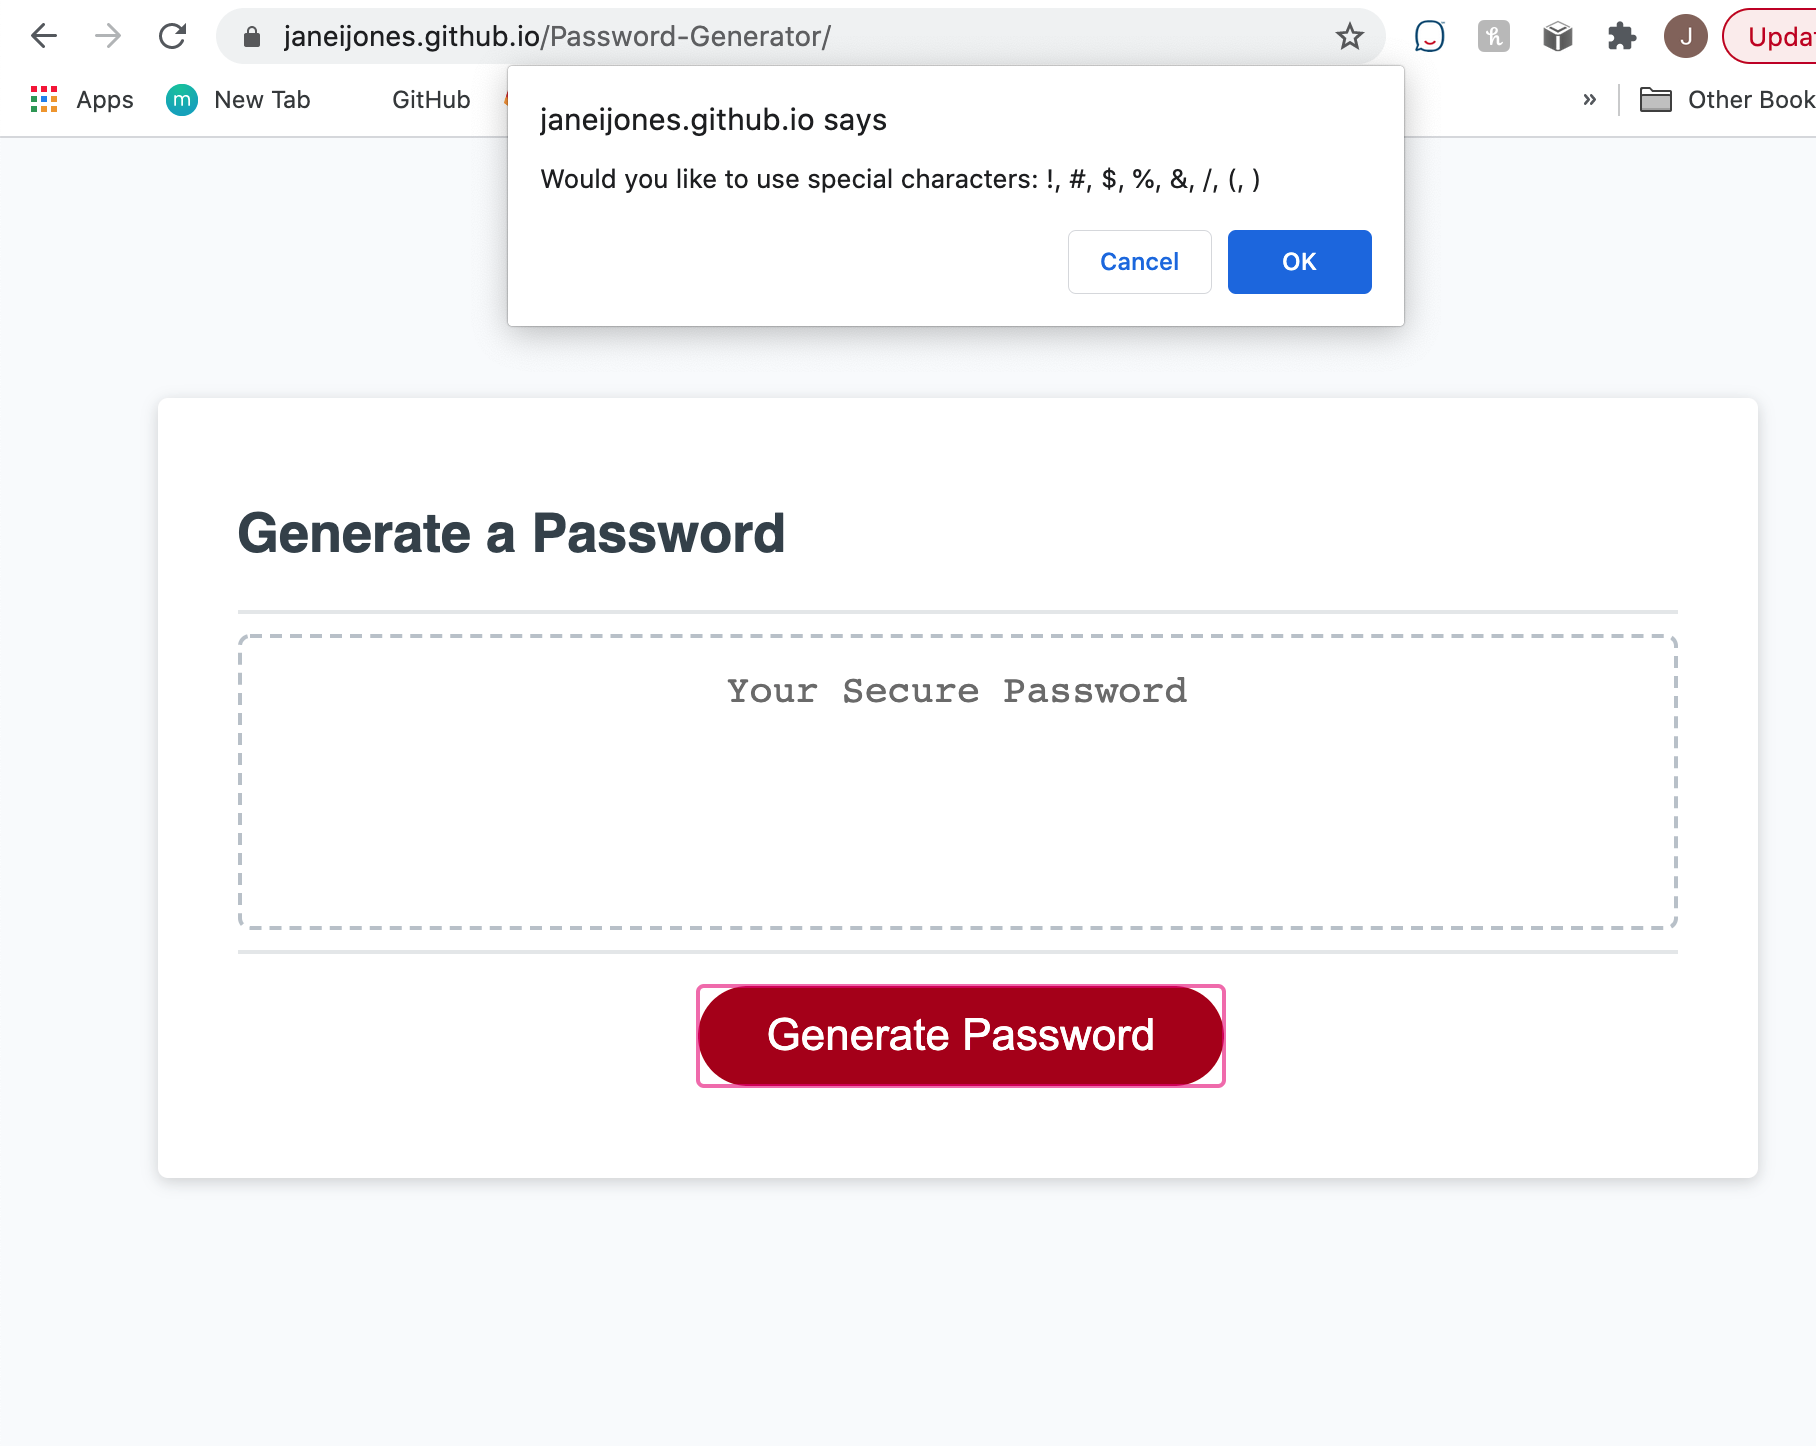 janeijones.github.io/Password-Generator/
J
Updat
Apps
m
New Tab
GitHub
»
Other Book
janeijones.github.io says
Would you like to use special characters: !, #, $, %, &, /, (, )
Cancel
OK
Generate a Password
Your Secure Password
Generate Password